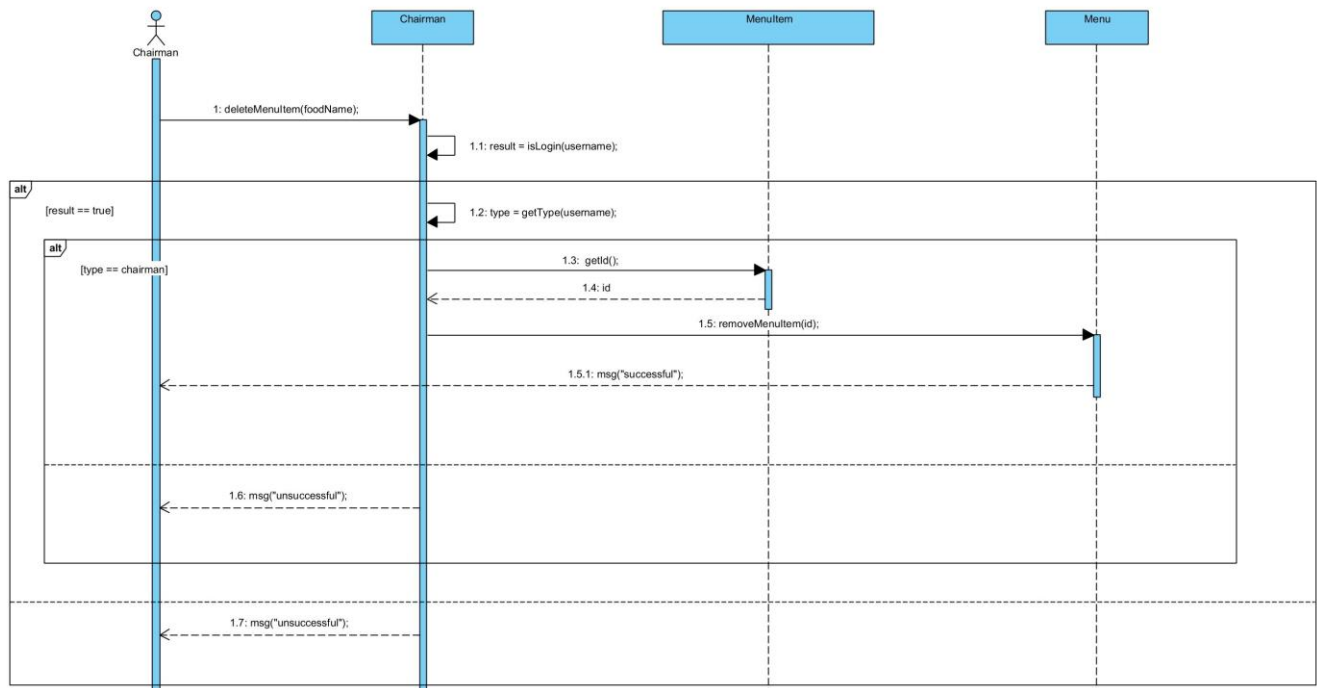 Chairman
Chairman
MenuItem
Menu
1: deleteMenuItem(foodName);
1.1: result = isLogin(username);
alt
[result == true]
1.2: type = getType(username);
alt
[type == chairman]
1.3: getId();
1.4: id
1.5: removeMenuItem(id);
1.5.1: msg("successful");
1.6: msg("unsuccessful");
1.7: msg("unsuccessful");